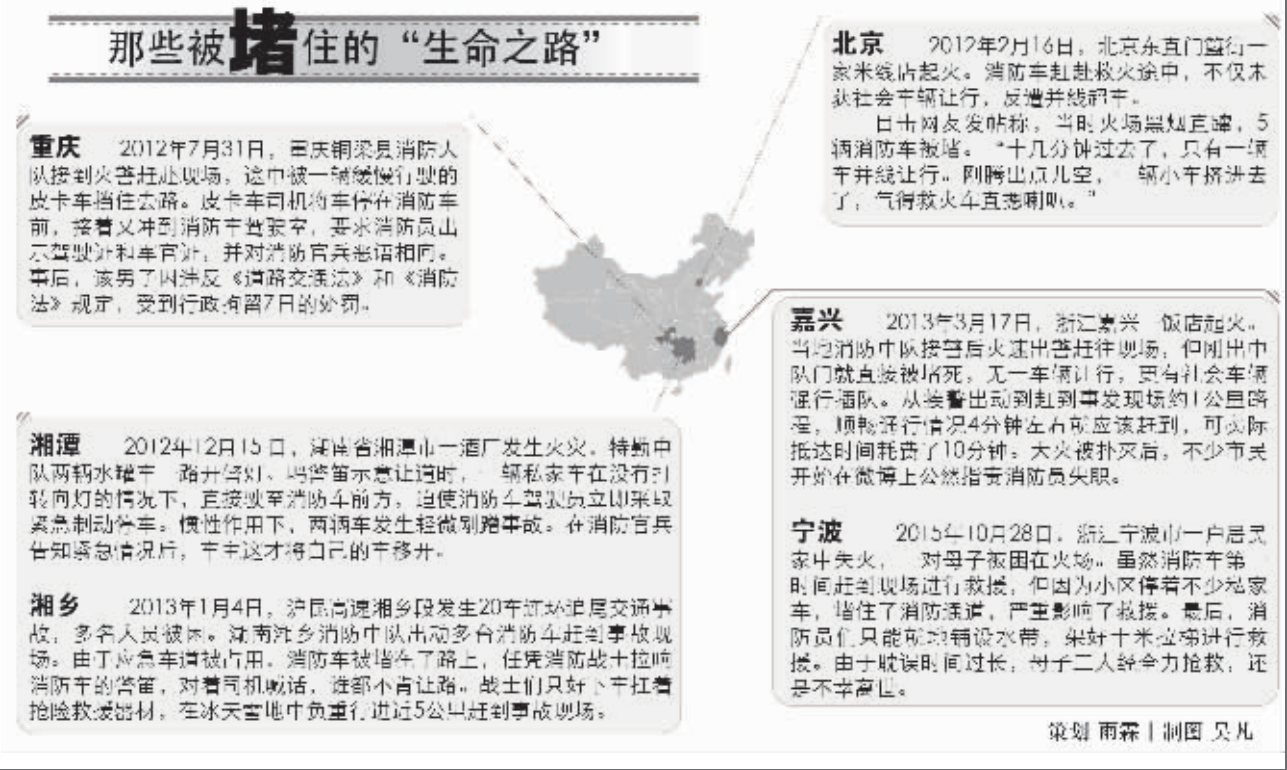 那些被堵住的“生命之路”
重庆 2012年7月31日，重庆铜梁县消防大
队接到火警赶赴现场，途中被一辆缓慢行驶的
皮卡车挡住去路。皮卡车司机将车停在消防车
前，接着又冲到消防车驾驶室，要求消防员出
示驾驶证和军官证，并对消防官兵恶语相向。
事后，该男子因违反《道路交通法》和《消防
法》规定，受到行政拘留7日的处罚。
湘潭 2012年12月15日，湖南省湘潭市一酒厂发生火灾。特勤中
队两辆水罐车一路开警灯、鸣警笛示意让道时，一辆私家车在没有打
转向灯的情况下，直接驶至消防车前方，迫使消防车驾驶员立即采取
紧急制动停车。惯性作用下，两辆车发生轻微剐蹭事故。在消防官兵
告知紧急情况后，车主这才将自己的车移开。
湘乡 2013年1月4日，沪昆高速湘乡段发生20车连环追尾交通事
故，多名人员被困。湖南湘乡消防中队出动多台消防车赶到事故现
场。由于应急车道被占用，消防车被堵在了路上，任凭消防战士拉响
消防车的警笛，对着司机喊话，谁都不肯让路。战士们只好下车扛着
抢险救援器材，在冰天雪地中负重行进近5公里赶到事故现场。
北京 2012年2月16日，北京东直门簋街一
家米线店起火。消防车赶赴救火途中，不仅未
获社会车辆让行，反遭并线超车。
目击网友发帖称，当时火场黑烟直蹿，5
辆消防车被堵。“十几分钟过去了，只有一辆
车并线让行。刚腾出点儿空，一辆小车挤进去
了，气得救火车直摁喇叭。”
嘉兴 2013年3月17日，浙江嘉兴一饭店起火。
当地消防中队接警后火速出警赶往现场，但刚出中
队门就直接被堵死，无一车辆让行，更有社会车辆
强行插队。从接警出动到赶到事发现场约1公里路
程，顺畅通行情况4分钟左右就应该赶到，可实际
抵达时间耗费了10分钟。大火被扑灭后，不少市民
开始在微博上公然指责消防员失职。
宁波 2015年10月28日，浙江宁波市一户居民
家中失火，一对母子被困在火场。虽然消防车第一
时间赶到现场进行救援，但因为小区停着不少私家
车，堵住了消防通道，严重影响了救援。最后，消
防员们只能就地铺设水带，架好十米拉梯进行救
援。由于耽误时间过长，母子二人经全力抢救，还
是不幸离世。
策划 雨霖｜制图 吴凡